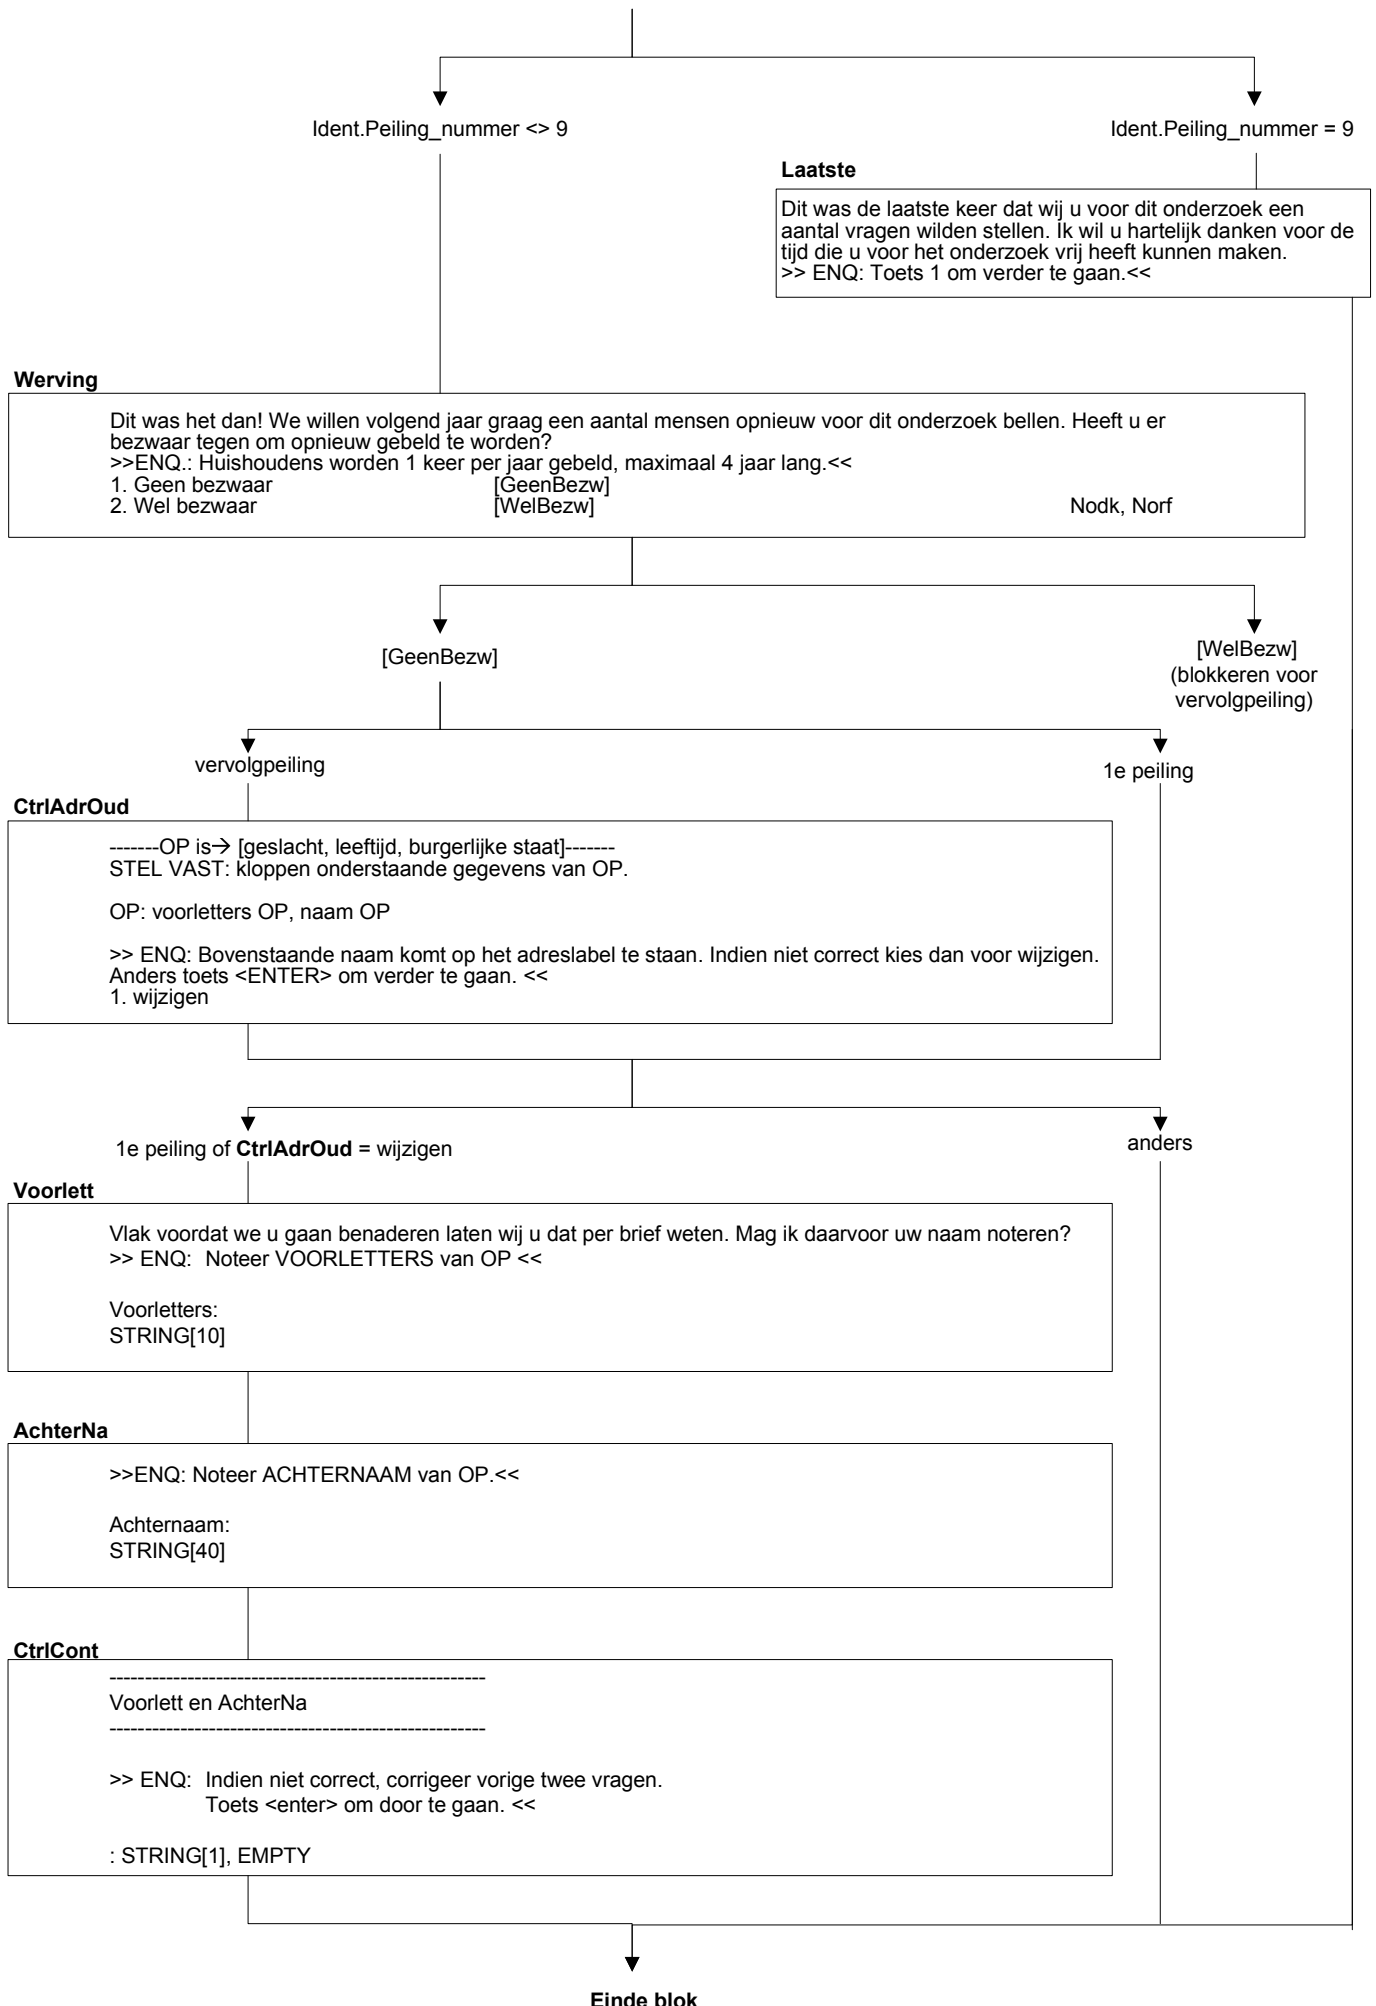 Ident.Peiling_nummer <> 9
Ident.Peiling_nummer = 9
Laatste
Dit was de laatste keer dat wij u voor dit onderzoek een
aantal vragen wilden stellen. Ik wil u hartelijk danken voor de
tijd die u voor het onderzoek vrij heeft kunnen maken.
>> ENQ: Toets 1 om verder te gaan.<<
Werving
Dit was het dan! We willen volgend jaar graag een aantal mensen opnieuw voor dit onderzoek bellen. Heeft u er
bezwaar tegen om opnieuw gebeld te worden?
>>ENQ.: Huishoudens worden 1 keer per jaar gebeld, maximaal 4 jaar lang.<<
1. Geen bezwaar [GeenBezw]
2. Wel bezwaar [WelBezw] Nodk, Norf
[GeenBezw]
[WelBezw]
(blokkeren voor
vervolgpeiling)
vervolgpeiling
1e peiling
CtrlAdrOud
-------OP is→ [geslacht, leeftijd, burgerlijke staat]-------
STEL VAST: kloppen onderstaande gegevens van OP.
OP: voorletters OP, naam OP
>> ENQ: Bovenstaande naam komt op het adreslabel te staan. Indien niet correct kies dan voor wijzigen.
Anders toets <ENTER> om verder te gaan. <<
1. wijzigen
1e peiling of CtrlAdrOud = wijzigen
anders
Voorlett
Vlak voordat we u gaan benaderen laten wij u dat per brief weten. Mag ik daarvoor uw naam noteren?
>> ENQ: Noteer VOORLETTERS van OP <<
Voorletters:
STRING[10]
AchterNa
>>ENQ: Noteer ACHTERNAAM van OP.<<
Achternaam:
STRING[40]
CtrlCont
-----------------------------------------------------
Voorlett en AchterNa
-----------------------------------------------------
>> ENQ: Indien niet correct, corrigeer vorige twee vragen.
Toets <enter> om door te gaan. <<
: STRING[1], EMPTY
Einde blok